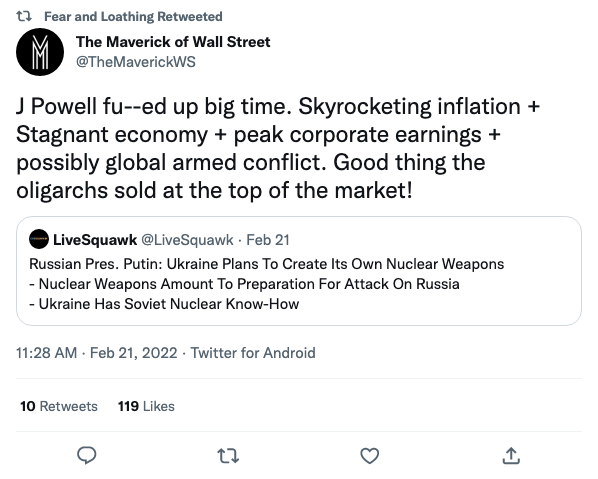 Fear and Loathing Retweeted
The Maverick of Wall Street
@TheMaverickWS
J Powell fu--ed up big time. Skyrocketing inflation +
Stagnant economy + peak corporate earnings +
possibly global armed conflict. Good thing the
oligarchs sold at the top of the market!
LiveSquawk @LiveSquawk · Feb 21
Russian Pres. Putin: Ukraine Plans To Create Its Own Nuclear Weapons
- Nuclear Weapons Amount To Preparation For Attack On Russia
- Ukraine Has Soviet Nuclear Know-How
11:28 AM · Feb 21, 2022 · Twitter for Android
10 Retweets 119 Likes